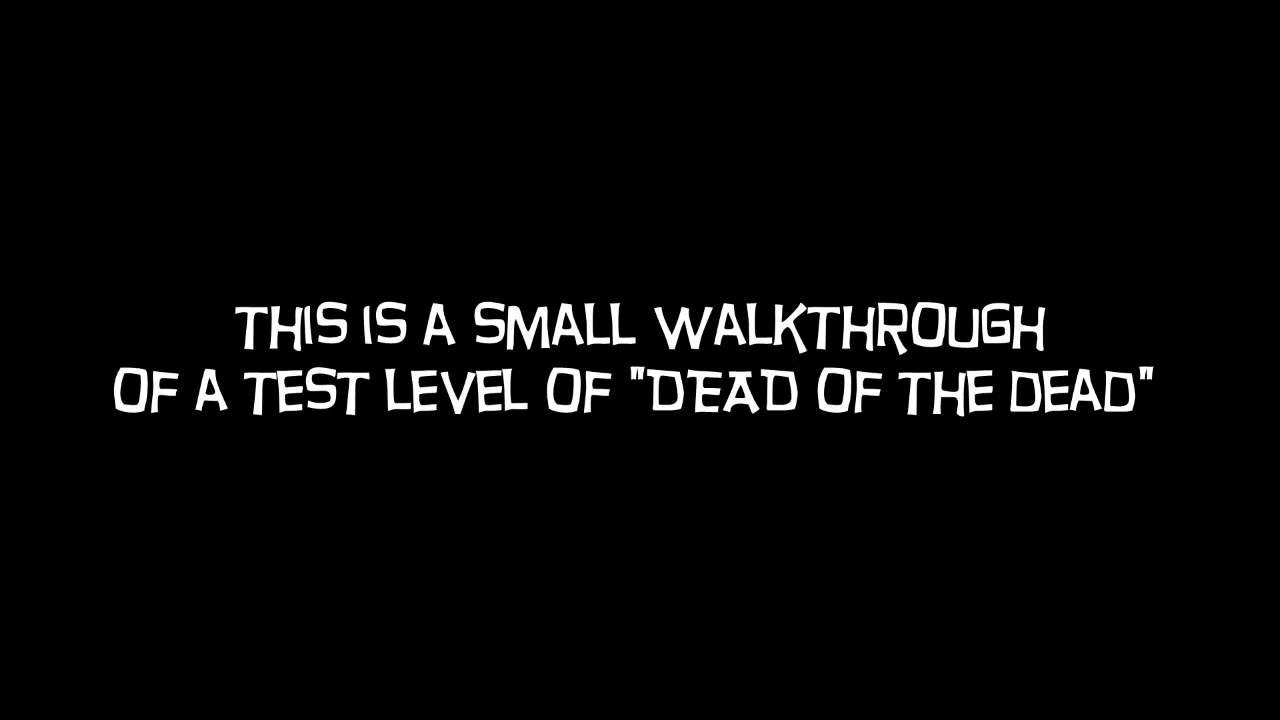 THIS IS A SMALL WALKTHROUGH
OF A TEST LEVEL OF "DEAD OF THE DEAD"